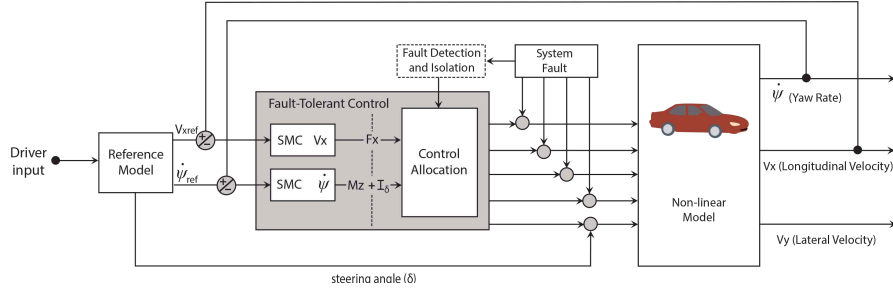 Driver
input
Reference
Model
Vxref
ψ̇ref
+
−
+
−
Fault-Tolerant Control
SMC Vx
Fx
SMC ψ̇
Mz + Iδ
Control
Allocation
Fault Detection
and Isolation
System
Fault
Non-linear
Model
ψ̇ (Yaw Rate)
Vx (Longitudinal Velocity)
Vy (Lateral Velocity)
steering angle (δ)